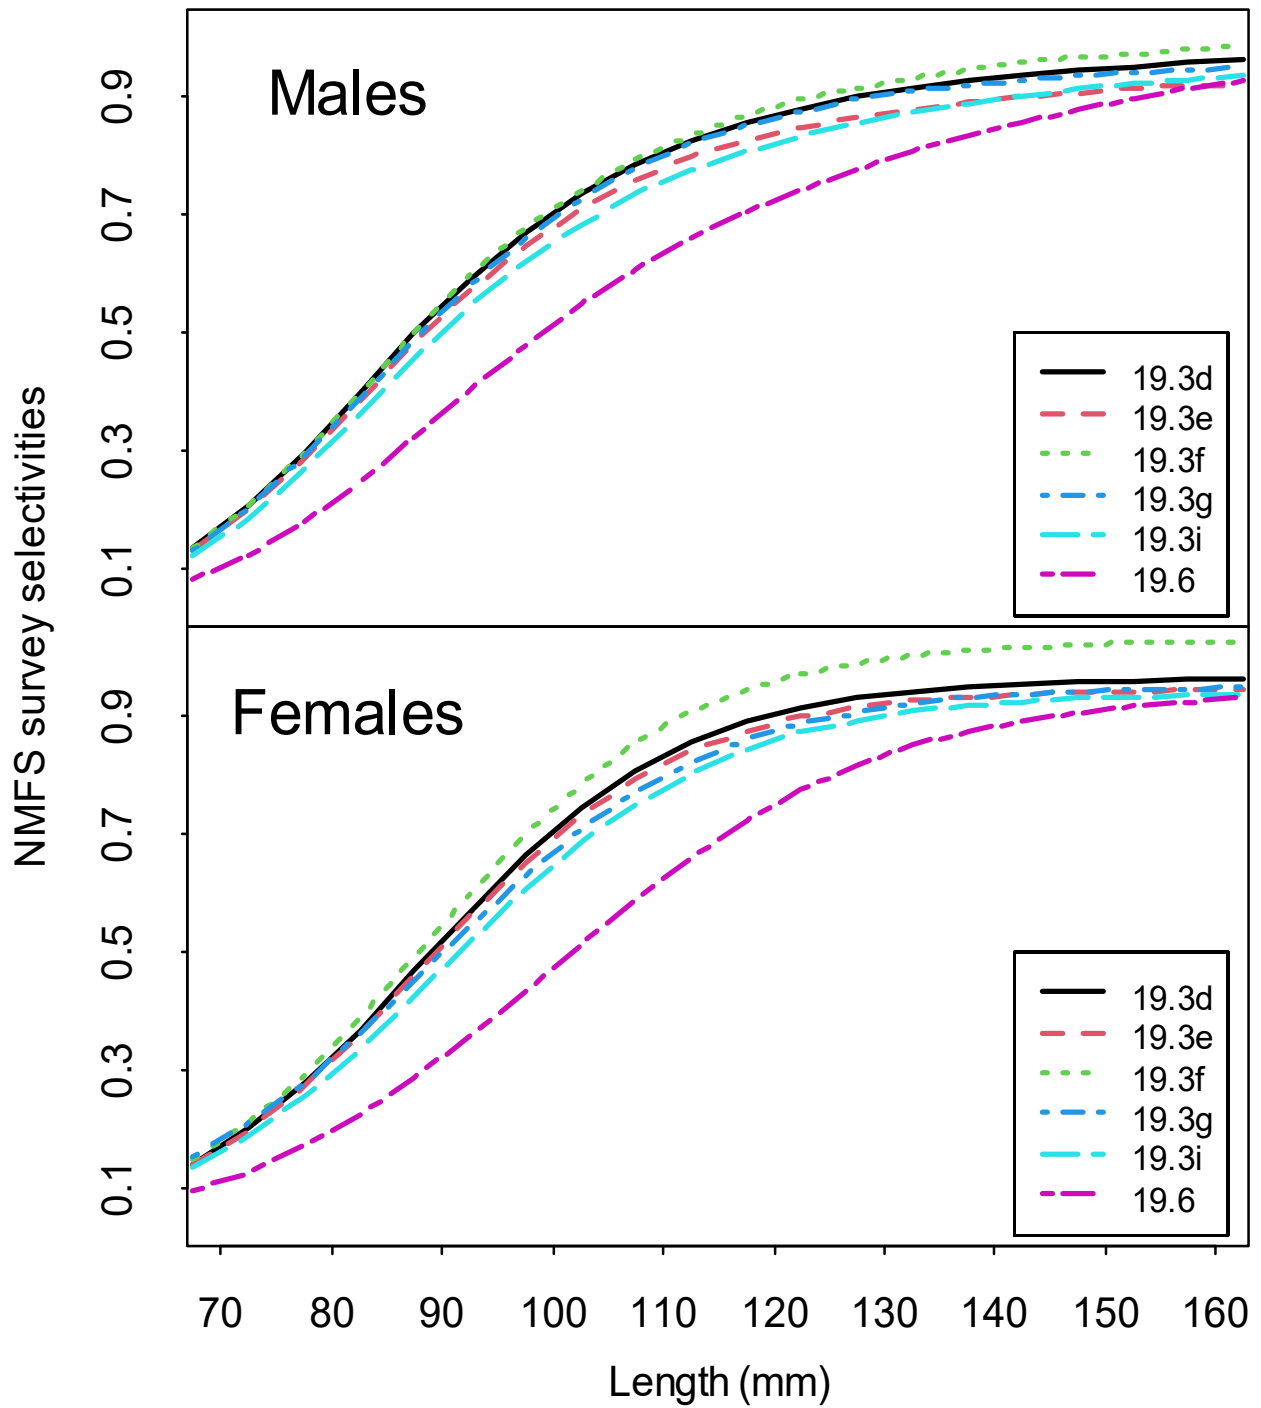 Males
0.9
0.7
0.5
0.3
0.1
19.3d
19.3e
19.3f
19.3g
19.3i
19.6
NMFS survey selectivities
Females
0.9
0.7
0.5
0.3
0.1
19.3d
19.3e
19.3f
19.3g
19.3i
19.6
70 80 90 100 110 120 130 140 150 160
Length (mm)